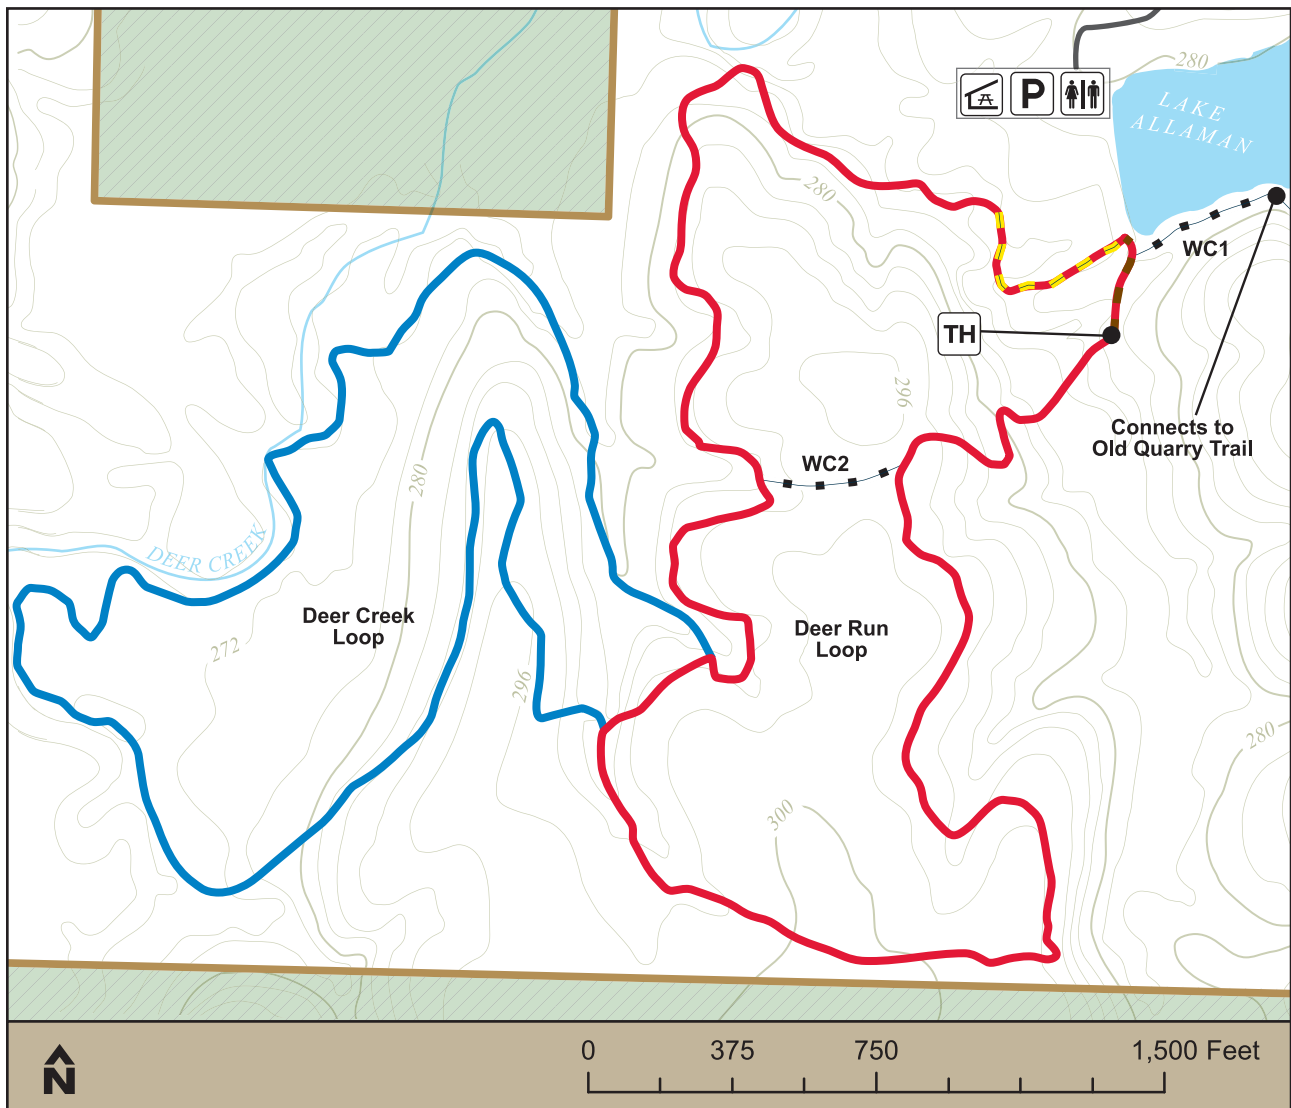 280
LAKE
ALLAMAN
P
280
WC1
TH
296
Connects to
Old Quarry Trail
WC2
280
DEER CREEK
Deer Creek
Loop
Deer Run
Loop
272
296
280
300
N
0 375 750 1,500 Feet